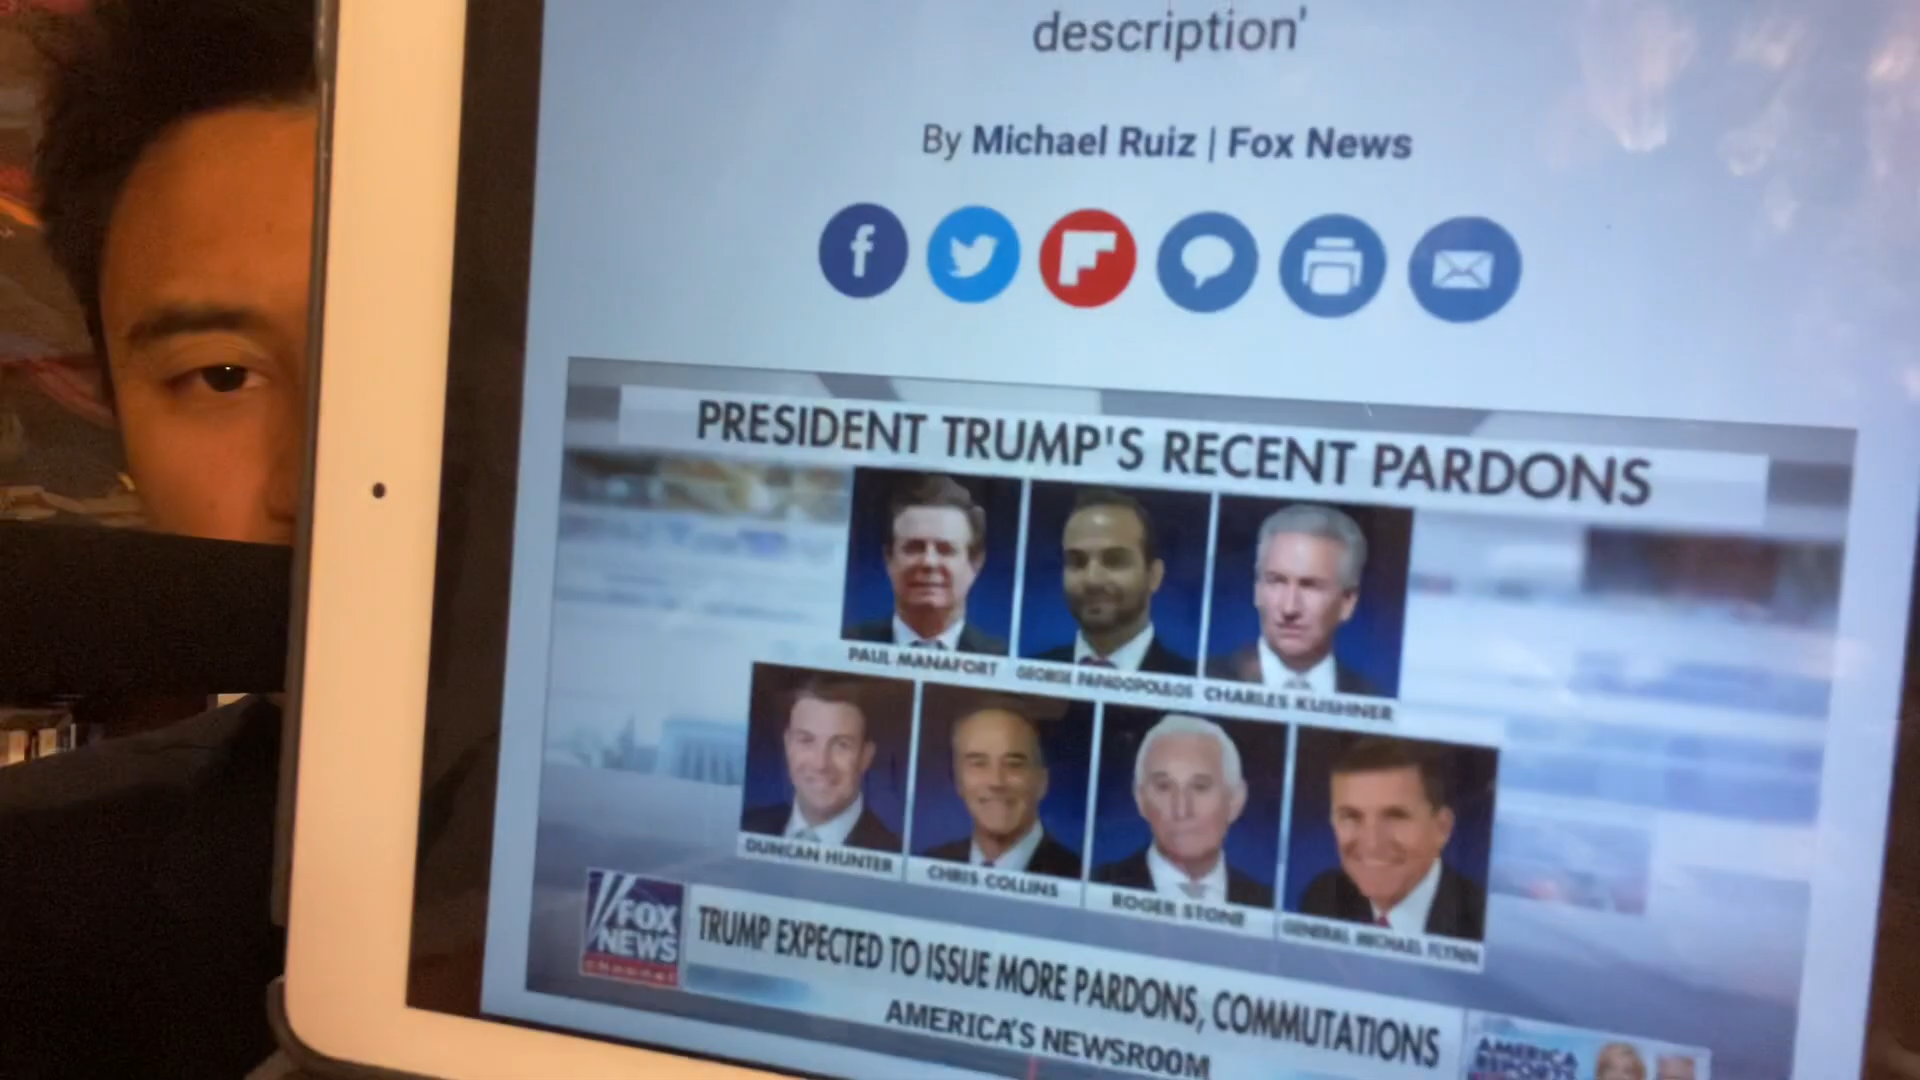 description'
By Michael Ruiz | Fox News
PRESIDENT TRUMP'S RECENT PARDONS
PAUL MANAFORT
GEORGE PAPADOPOULOS
CHARLES KUSHNER
DUNCAN HUNTER
CHRIS COLLINS
ROGER STONE
GENERAL MICHAEL FLYNN
FOX
NEWS
channel
TRUMP EXPECTED TO ISSUE MORE PARDONS, COMMUTATIONS
AMERICA'S NEWSROOM
AMERICA
REPORTS